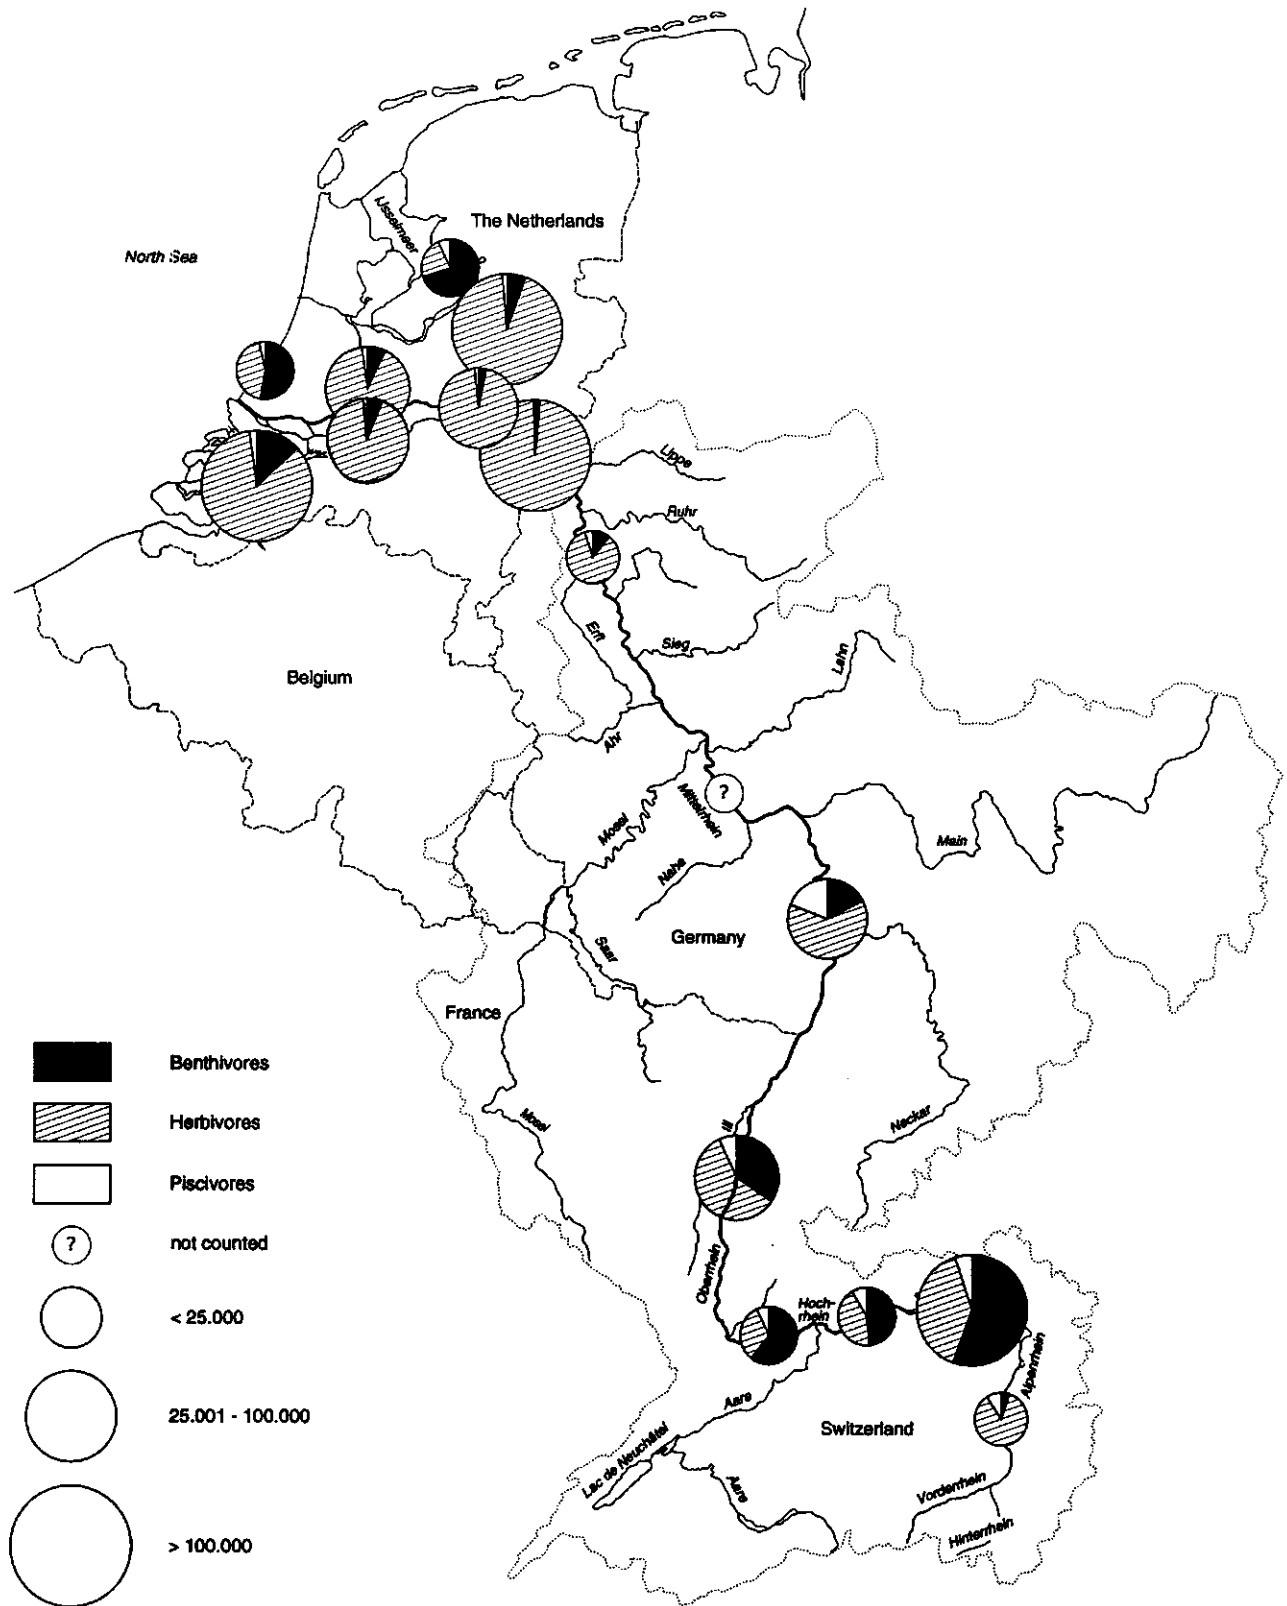 The Netherlands
IJsselmeer
North Sea
Lippe
Ruhr
Erft
Sieg
Lahn
Belgium
Ahr
?
Mittelrhein
Mosel
Main
Nahe
Germany
Saar
France
Benthivores
Herbivores
Mosel
Neckar
Ill
Piscivores
?
not counted
Oberrhein
Hoch-
rhein
< 25.000
Alpenrhein
Aare
25.001 - 100.000
Switzerland
Lac de Neuchâtel
Aare
Vorderrhein
Hinterrhein
> 100.000